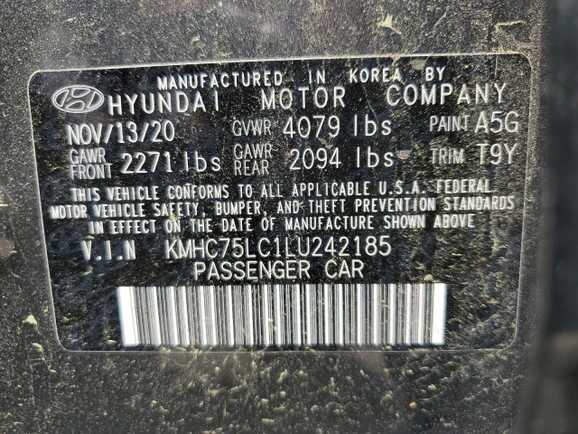 MANUFACTURED IN KOREA BY
HYUNDAI MOTOR COMPANY
NOV/13/20 GVWR 4079 lbs PAINT A5G
GAWR FRONT 2271 lbs GAWR REAR 2094 lbs TRIM T9Y
THIS VEHICLE CONFORMS TO ALL APPLICABLE U.S.A. FEDERAL
MOTOR VEHICLE SAFETY, BUMPER, AND THEFT PREVENTION STANDARDS
IN EFFECT ON THE DATE OF MANUFACTURE SHOWN ABOVE
V.I.N KMHC75LC1LU242185
PASSENGER CAR